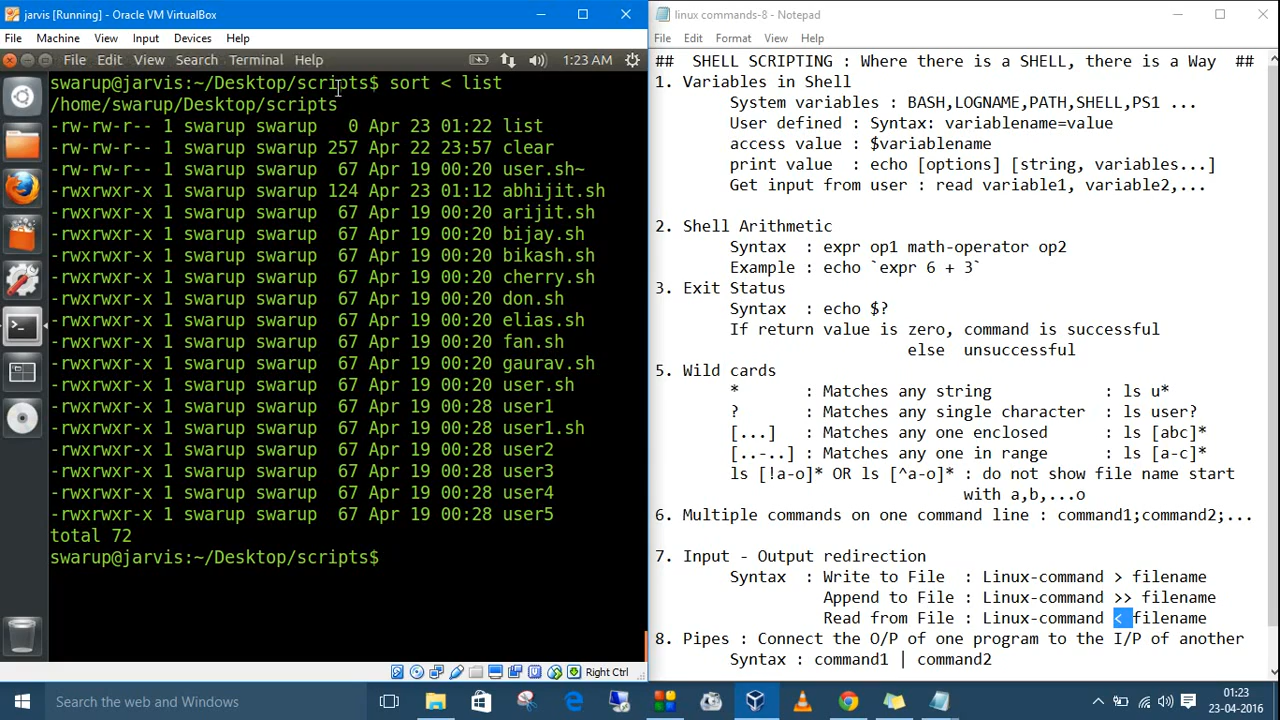 jarvis [Running] - Oracle VM VirtualBox
File Machine View Input Devices Help
File Edit View Search Terminal Help 1:23 AM
swarup@jarvis:~/Desktop/scripts$ sort < list
/home/swarup/Desktop/scripts
-rw-rw-r-- 1 swarup swarup   0 Apr 23 01:22 list
-rw-rw-r-- 1 swarup swarup 257 Apr 22 23:57 clear
-rw-rw-r-- 1 swarup swarup  67 Apr 19 00:20 user.sh~
-rwxrwxr-x 1 swarup swarup 124 Apr 23 01:12 abhijit.sh
-rwxrwxr-x 1 swarup swarup  67 Apr 19 00:20 arijit.sh
-rwxrwxr-x 1 swarup swarup  67 Apr 19 00:20 bijay.sh
-rwxrwxr-x 1 swarup swarup  67 Apr 19 00:20 bikash.sh
-rwxrwxr-x 1 swarup swarup  67 Apr 19 00:20 cherry.sh
-rwxrwxr-x 1 swarup swarup  67 Apr 19 00:20 don.sh
-rwxrwxr-x 1 swarup swarup  67 Apr 19 00:20 elias.sh
-rwxrwxr-x 1 swarup swarup  67 Apr 19 00:20 fan.sh
-rwxrwxr-x 1 swarup swarup  67 Apr 19 00:20 gaurav.sh
-rwxrwxr-x 1 swarup swarup  67 Apr 19 00:20 user.sh
-rwxrwxr-x 1 swarup swarup  67 Apr 19 00:28 user1
-rwxrwxr-x 1 swarup swarup  67 Apr 19 00:28 user1.sh
-rwxrwxr-x 1 swarup swarup  67 Apr 19 00:28 user2
-rwxrwxr-x 1 swarup swarup  67 Apr 19 00:28 user3
-rwxrwxr-x 1 swarup swarup  67 Apr 19 00:28 user4
-rwxrwxr-x 1 swarup swarup  67 Apr 19 00:28 user5
total 72
swarup@jarvis:~/Desktop/scripts$
Right Ctrl
linux commands-8 - Notepad
File Edit Format View Help
##  SHELL SCRIPTING : Where there is a SHELL, there is a Way  ##
1. Variables in Shell
System variables : BASH,LOGNAME,PATH,SHELL,PS1 ...
User defined : Syntax: variablename=value
access value : $variablename
print value  : echo [options] [string, variables...]
Get input from user : read variable1, variable2,...
2. Shell Arithmetic
Syntax  : expr op1 math-operator op2
Example : echo `expr 6 + 3`
3. Exit Status
Syntax  : echo $?
If return value is zero, command is successful
else  unsuccessful
5. Wild cards
*       : Matches any string            : ls u*
?       : Matches any single character  : ls user?
[...]   : Matches any one enclosed      : ls [abc]*
[..-..] : Matches any one in range      : ls [a-c]*
ls [!a-o]* OR ls [^a-o]* : do not show file name start
with a,b,...o
6. Multiple commands on one command line : command1;command2;...
7. Input - Output redirection
Syntax  : Write to File  : Linux-command > filename
Append to File : Linux-command >> filename
Read from File : Linux-command < filename
8. Pipes : Connect the O/P of one program to the I/P of another
Syntax : command1 | command2
Search the web and Windows
01:23
23-04-2016